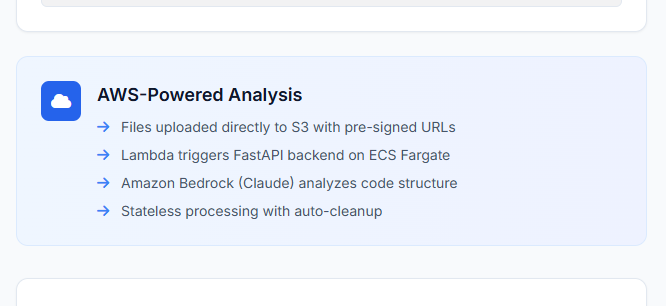 AWS-Powered Analysis
Files uploaded directly to S3 with pre-signed URLs
Lambda triggers FastAPI backend on ECS Fargate
Amazon Bedrock (Claude) analyzes code structure
Stateless processing with auto-cleanup